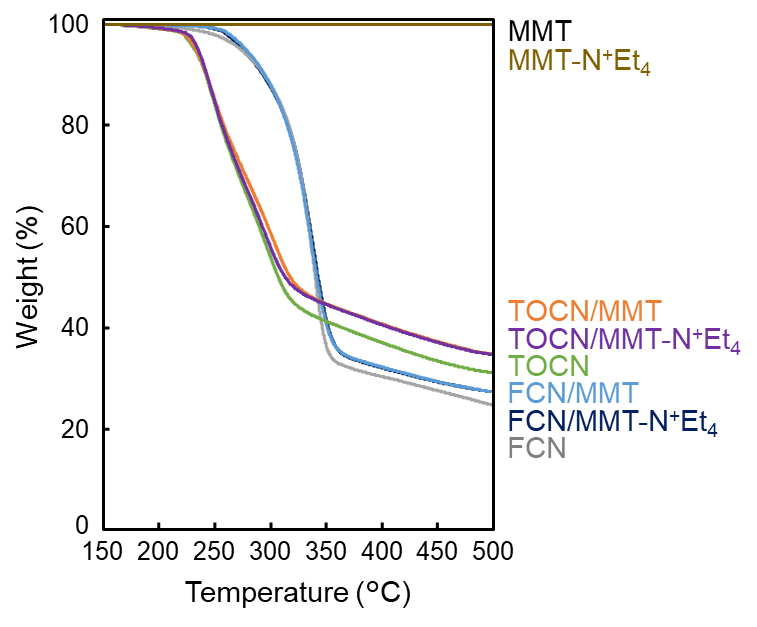 100
80
60
40
20
0
Weight (%)
150 200 250 300 350 400 450 500
Temperature (°C)
MMT
MMT-N⁺Et₄
TOCN/MMT
TOCN/MMT-N⁺Et₄
TOCN
FCN/MMT
FCN/MMT-N⁺Et₄
FCN